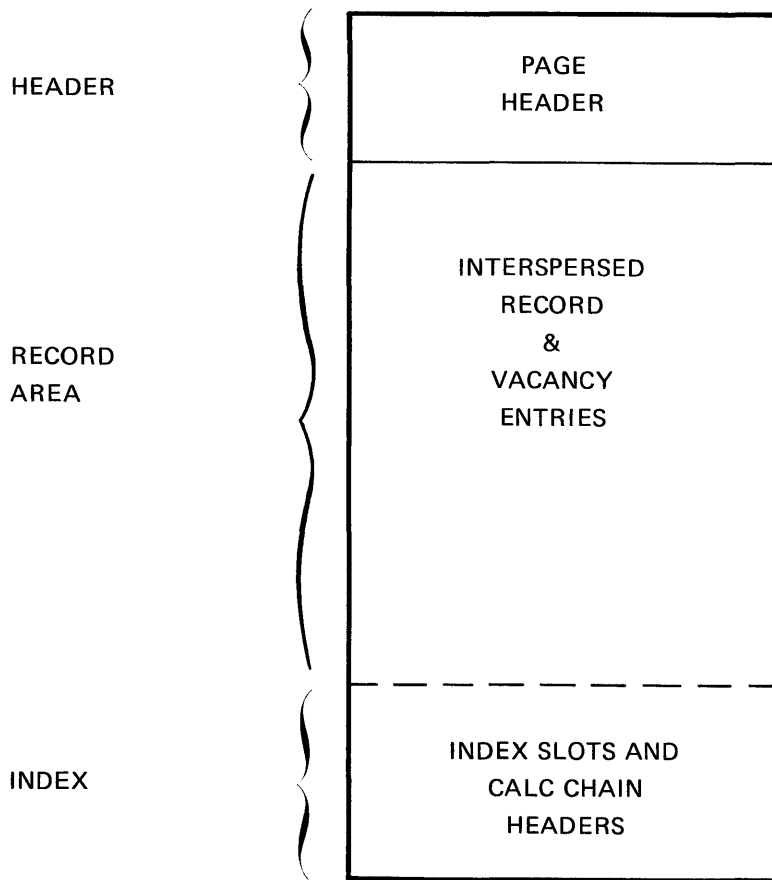 HEADER
PAGE
HEADER
RECORD
AREA
INTERSPERSED
RECORD
&
VACANCY
ENTRIES
INDEX
INDEX SLOTS AND
CALC CHAIN
HEADERS